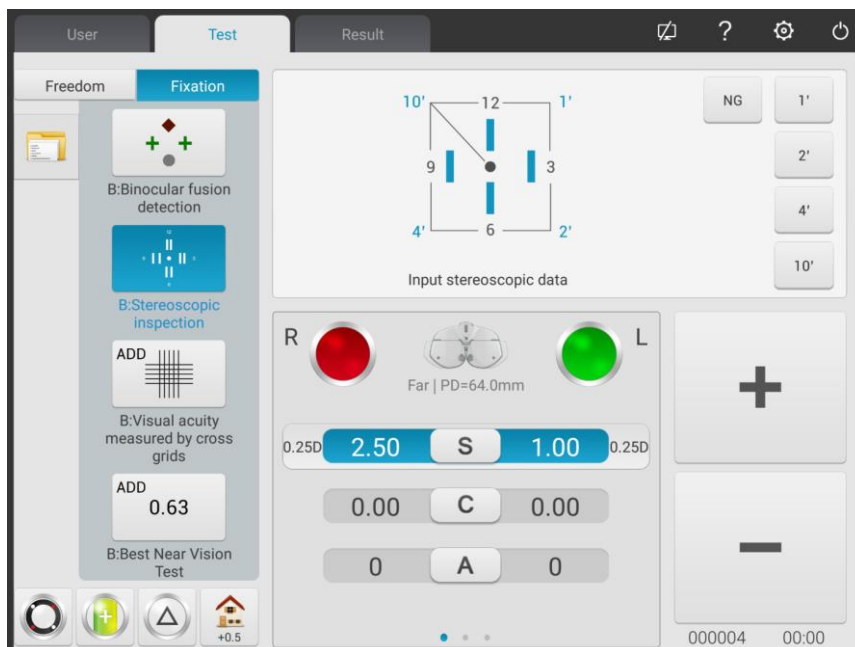 User
Test
Result
?
Freedom
Fixation
B:Binocular fusion
detection
B:Stereoscopic
inspection
ADD
B:Visual acuity
measured by cross
grids
ADD
0.63
B:Best Near Vision
Test
+0.5
10' 12 1'
9 3
4' 6 2'
Input stereoscopic data
NG
1'
2'
4'
10'
R
L
Far | PD=64.0mm
0.25D 2.50 S 1.00 0.25D
0.00 C 0.00
0 A 0
+
−
000004 00:00